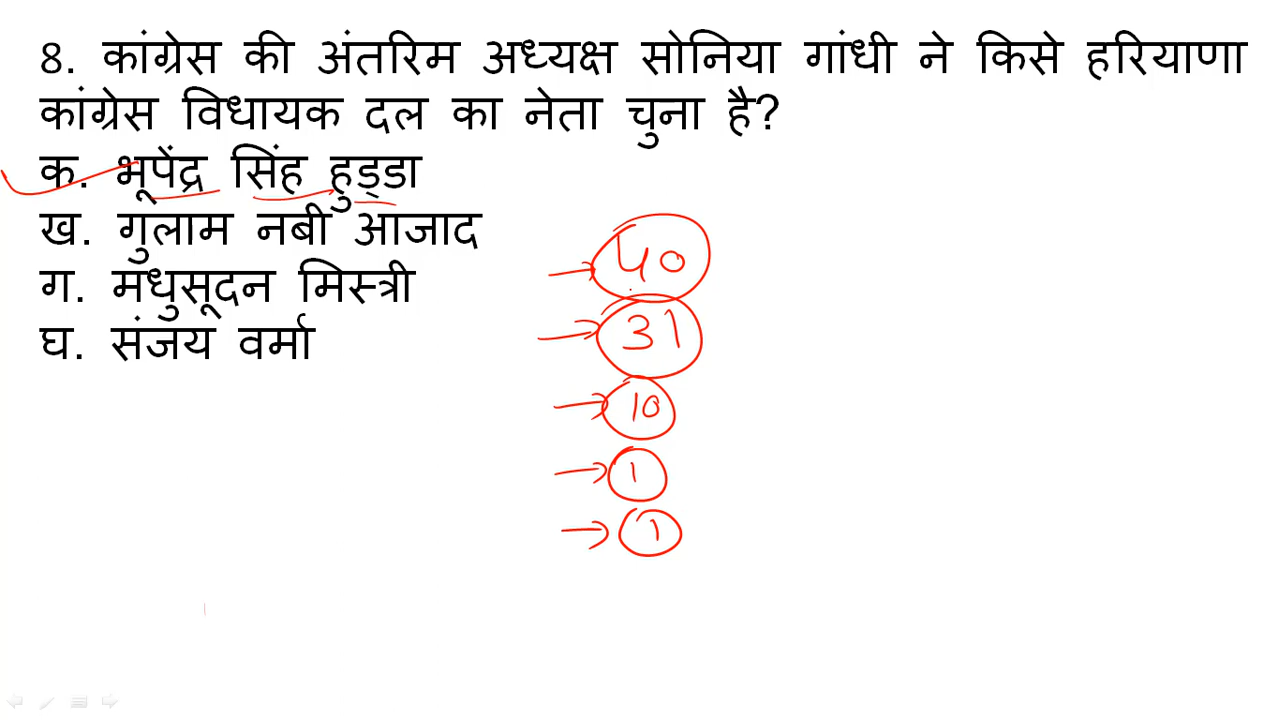 8. कांग्रेस की अंतरिम अध्यक्ष सोनिया गांधी ने किसे हरियाणा
कांग्रेस विधायक दल का नेता चुना है?
क. भूपेंद्र सिंह हुड्डा
ख. गुलाम नबी आजाद
ग. मधुसूदन मिस्त्री
घ. संजय वर्मा
40
31
10
1
1